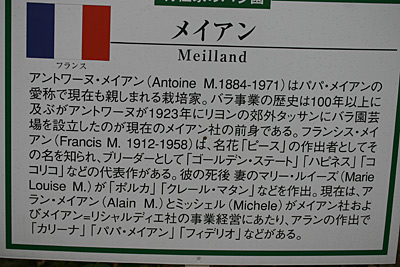 メイアン
Meilland
フランス
アントワーヌ・メイアン(Antoine M.1884-1971)はパパ・メイアンの
愛称で現在も親しまれる栽培家。バラ事業の歴史は100年以上に
及ぶがアントワーヌが1923年にリヨンの郊外タッサンにバラ園芸
場を設立したのが現在のメイアン社の前身である。フランシス・メイ
アン(Francis M. 1912-1958)は、名花「ピース」の作出者としてそ
の名を知られ、ブリーダーとして「ゴールデン・ステート」「ハピネス」「コ
コリコ」などの代表作がある。彼の死後 妻のマリー・ルイーズ(Marie
Louise M.)が「ポルカ」「クレール・マタン」などを作出。現在は、ア
ラン・メイアン(Alain M.)とミッシェル(Michele)がメイアン社およ
びメイアン=リシャルディエ社の事業経営にあたり、アランの作出で
「カリーナ」「パパ・メイアン」「フィデリオ」などがある。